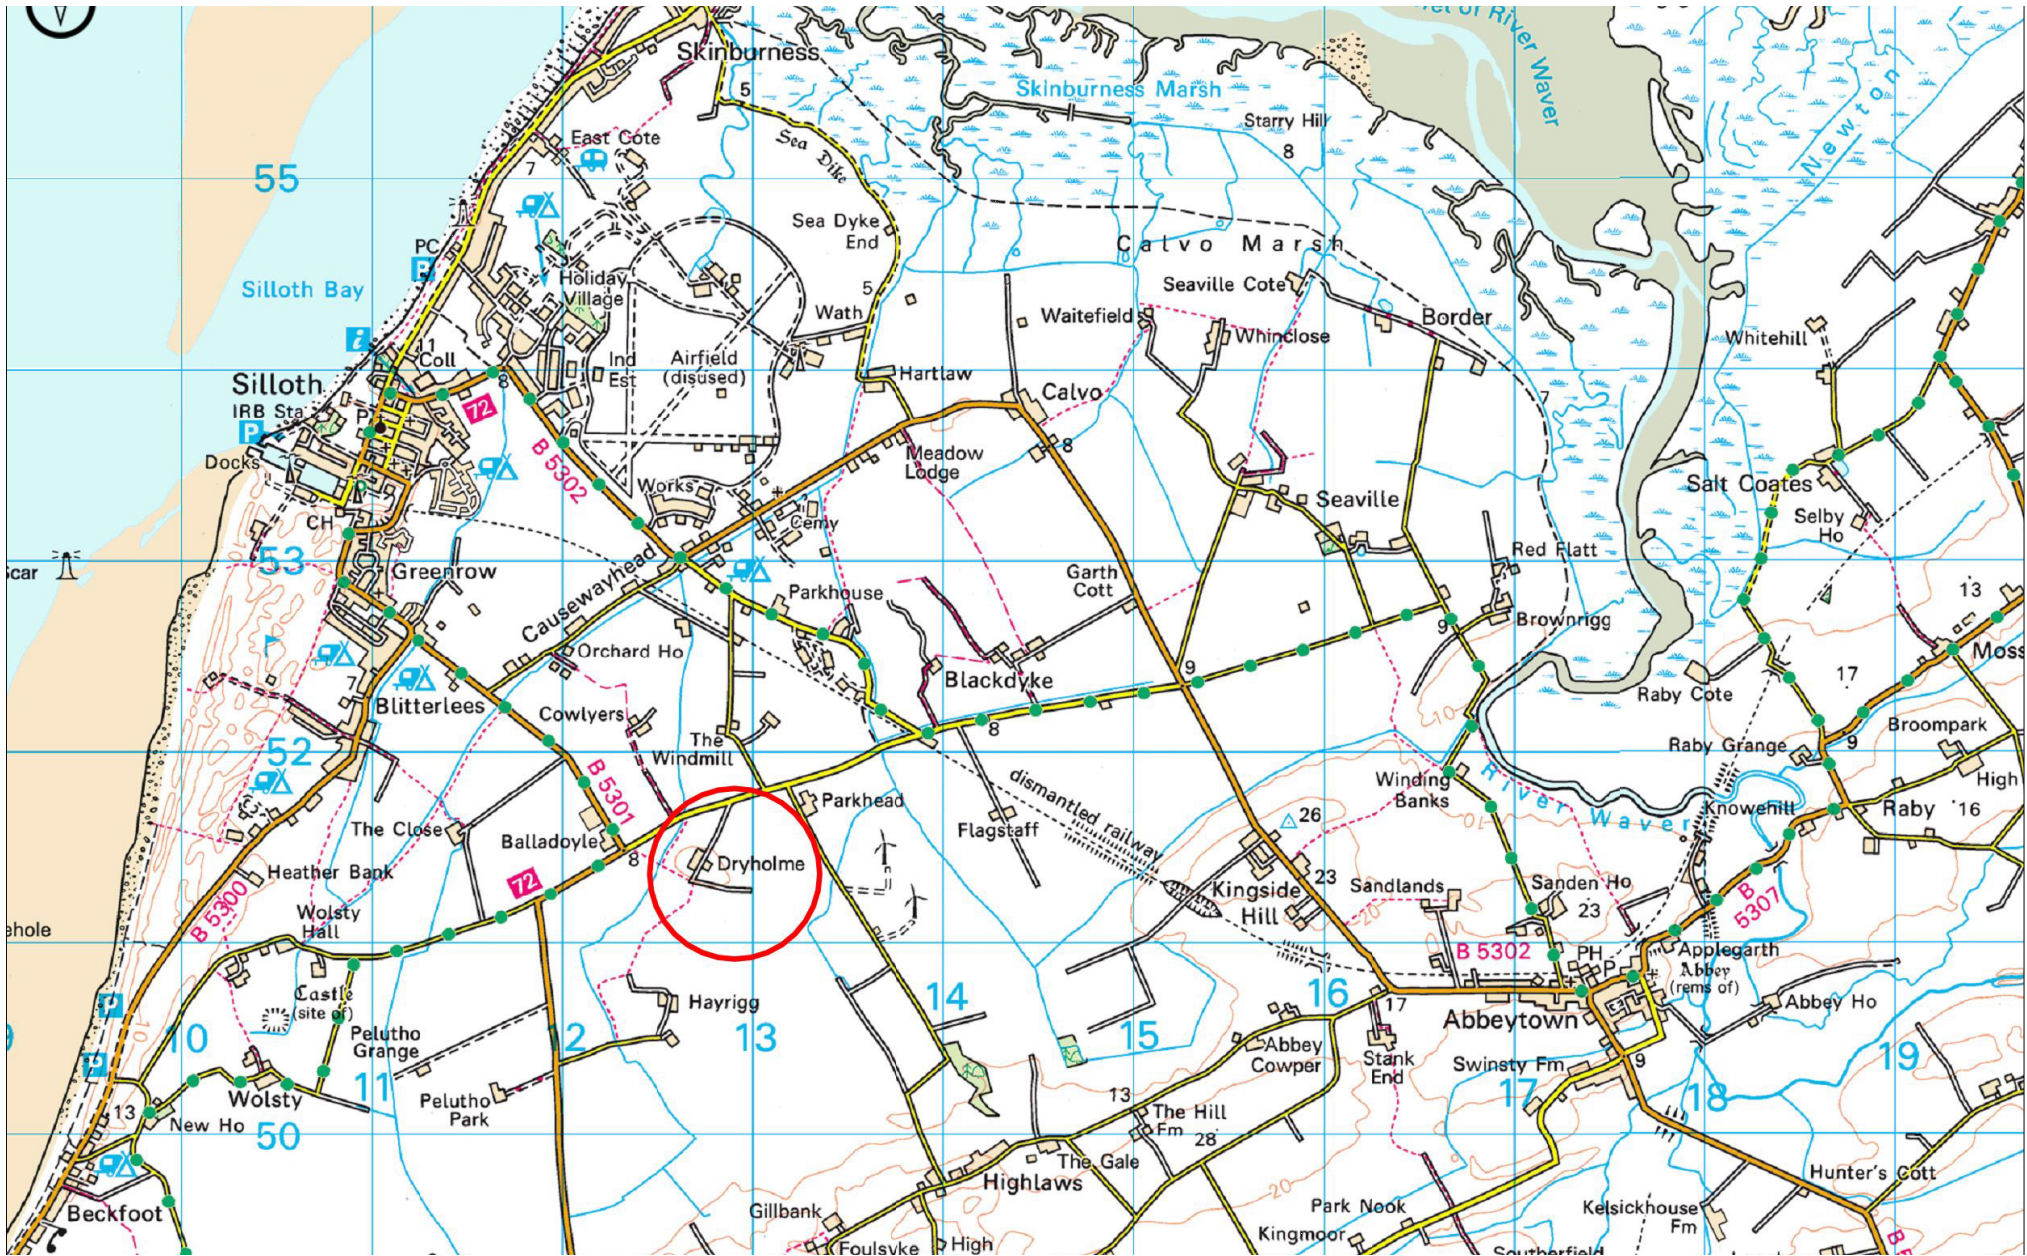 Skinburness
Skinburness Marsh
River Waver
Newton
5
Sea Dike
Starry Hill
8
East Cote
7
55
Sea Dyke
End
Calvo Marsh
PC
P
Silloth Bay
Holiday
Village
5
Seaville Cote
Wath
Waitefield
Whinclose
Border
Whitehill
i
11
Coll
8
Ind
Est
Airfield
(disused)
Hartlaw
Silloth
IRB Sta
P
P
72
Calvo
7
Docks
B 5302
Meadow
Lodge
8
Works
Cemy
Seaville
Salt Coates
Selby
Ho
CH
53
Scar
Greenrow
Causewayhead
Parkhouse
Garth
Cott
Red Flatt
Brownrigg
9
13
Orchard Ho
Blackdyke
9
Moss
Raby Cote
17
7
Blitterlees
Cowlyers
8
10
Broompark
52
The
Windmill
B 5301
Raby Grange
9
High
Winding
Banks
River Waver
Knowehill
Raby
16
dismantled railway
Parkhead
Flagstaff
26
The Close
Balladoyle
8
Dryholme
Heather Bank
72
Kingside
Hill
23
20
Sandlands
Sanden Ho
23
B
5307
B 5300
Wolsty
Hall
B 5302
PH
P
Applegarth
Abbey
(rems of)
ehole
Castle
(site of)
P
10
Pelutho
Grange
12
Hayrigg
13
14
15
16
17
Abbeytown
Abbey Ho
Abbey
Cowper
Stank
End
Swinsty Fm
9
19
P
11
Wolsty
13
New Ho
Pelutho
Park
13
The Hill
Fm
28
17
18
50
The Gale
Highlaws
20
Hunter's Cott
Beckfoot
Gillbank
Foulsyke
High
Park Nook
Kingmoor
Kelsickhouse
Fm
Southerfield